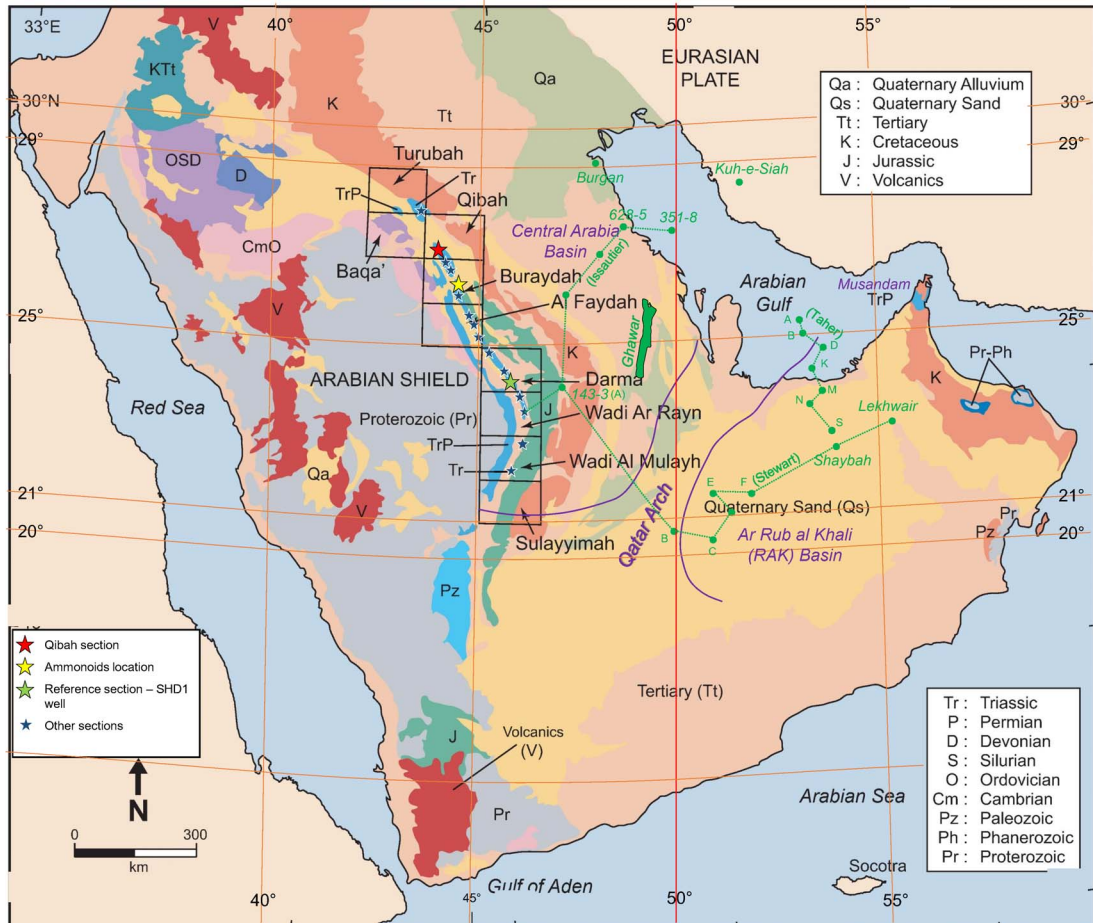 33°E
40°
45°
50°
55°
V
KTt
Qa
EURASIAN
PLATE
Qa : Quaternary Alluvium
Qs : Quaternary Sand
Tt : Tertiary
K : Cretaceous
J : Jurassic
V : Volcanics
30°N
30°
K
Tt
29°
29°
OSD
D
Turubah
Tr
TrP
Qibah
Burgan
Kuh-e-Siah
CmO
Baqa’
Central Arabia
Basin
628-5
351-8
(Issautier)
Buraydah
Arabian
Gulf
Musandam
TrP
V
Al Faydah
25°
25°
Ghawar
A
(Taher)
B
D
K
Pr-Ph
K
ARABIAN SHIELD
Darma
K
143-3 (A)
M
Red Sea
Proterozoic (Pr)
J
Wadi Ar Rayn
N
Lekhwair
TrP
S
Tr
Wadi Al Mulayh
Shaybah
Qa
(Stewart)
E
F
21°
21°
V
Quaternary Sand (Qs)
Pr
20°
20°
Sulayyimah
Qatar Arch
B
C
Ar Rub al Khali
(RAK) Basin
Pz
Pz
Qibah section
Ammonoids location
Reference section – SHD1
well
Other sections
Tertiary (Tt)
Tr : Triassic
P : Permian
D : Devonian
S : Silurian
O : Ordovician
Cm : Cambrian
Pz : Paleozoic
Ph : Phanerozoic
Pr : Proterozoic
J
Volcanics
(V)
N
0
300
km
Pr
Arabian Sea
Socotra
Gulf of Aden
40°
45°
50°
55°